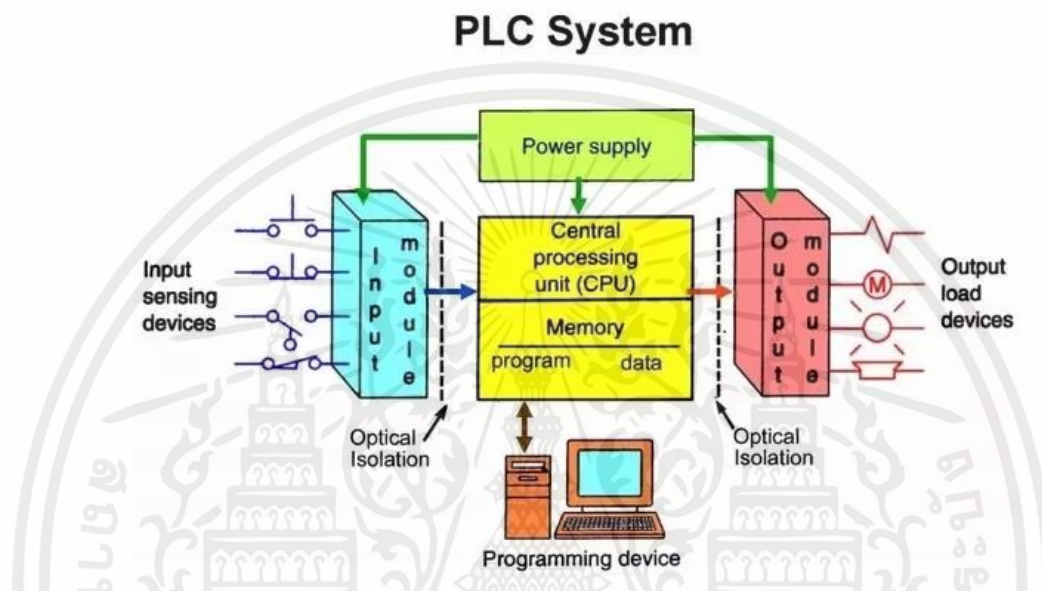 PLC System
Power supply
Input
sensing
devices
Input
module
Central
processing
unit (CPU)
Memory
program data
Output
module
M
Output
load
devices
Optical
Isolation
Optical
Isolation
Programming device